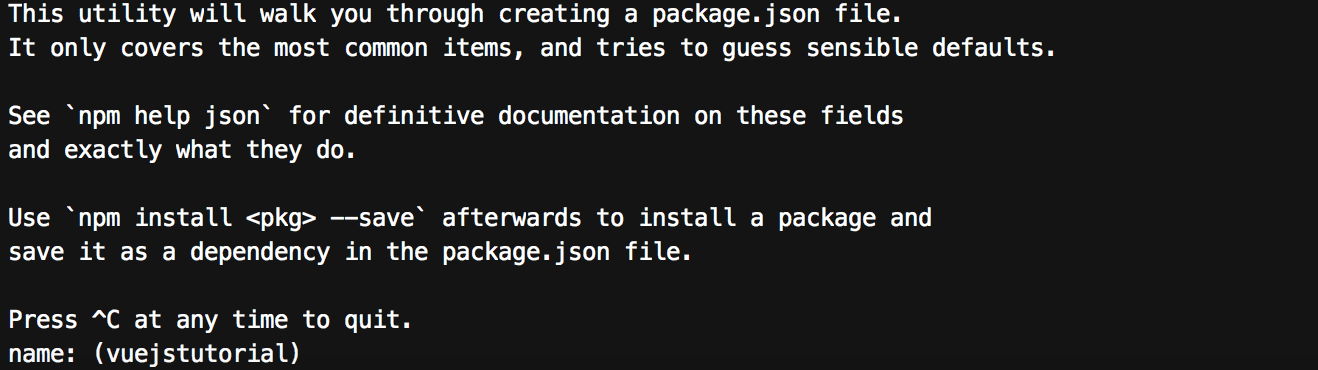 This utility will walk you through creating a package.json file.
It only covers the most common items, and tries to guess sensible defaults.
See `npm help json` for definitive documentation on these fields
and exactly what they do.
Use `npm install <pkg> --save` afterwards to install a package and
save it as a dependency in the package.json file.
Press ^C at any time to quit.
name: (vuejstutorial)